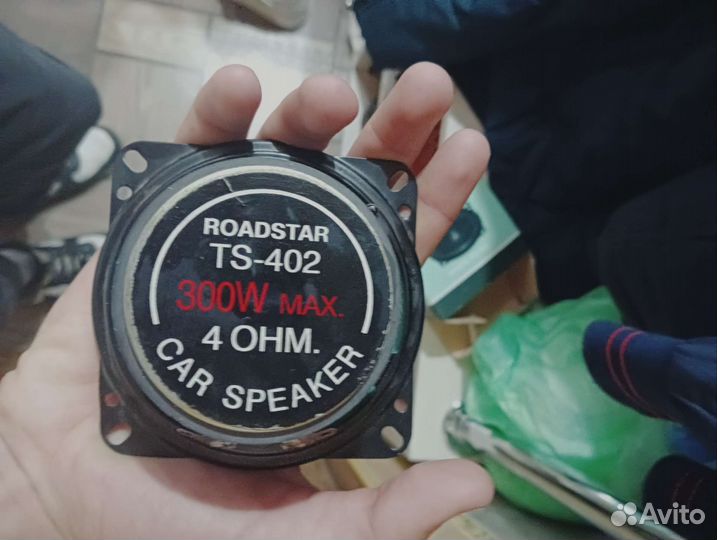 ROADSTAR
TS-402
300W MAX.
4 OHM.
CAR SPEAKER
Avito